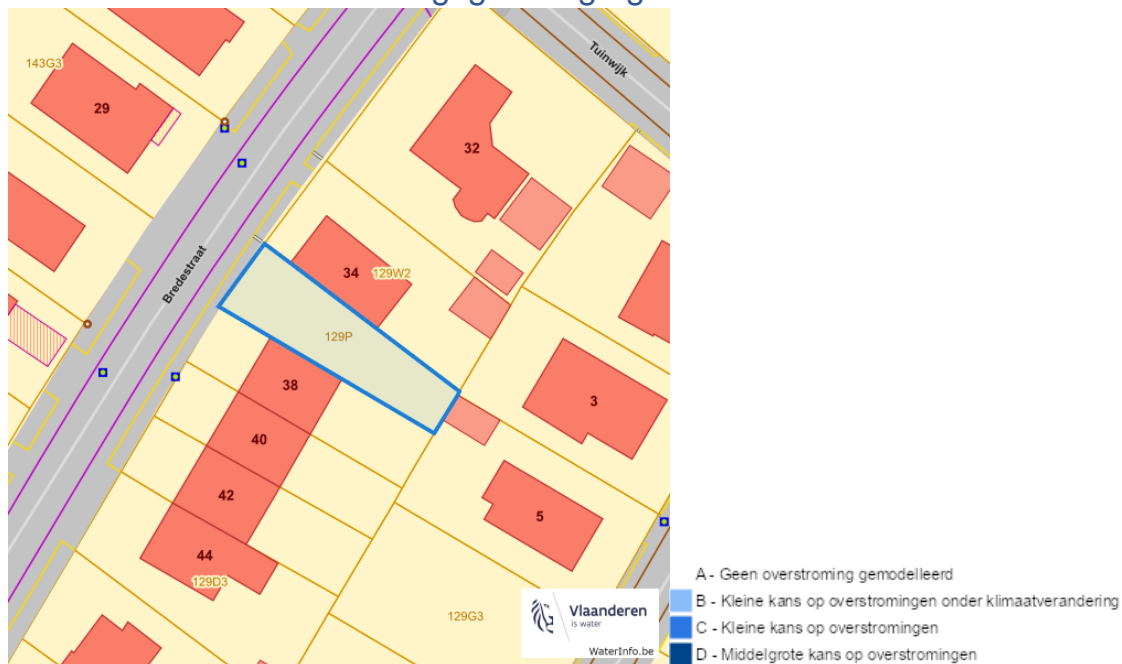 Tuinwijk
143G3
29
32
Bredestraat
34
129W2
129P
38
3
40
42
5
44
129D3
129G3
Vlaanderen
is water
WaterInfo.be
A - Geen overstroming gemodelleerd
B - Kleine kans op overstromingen onder klimaatverandering
C - Kleine kans op overstromingen
D - Middelgrote kans op overstromingen